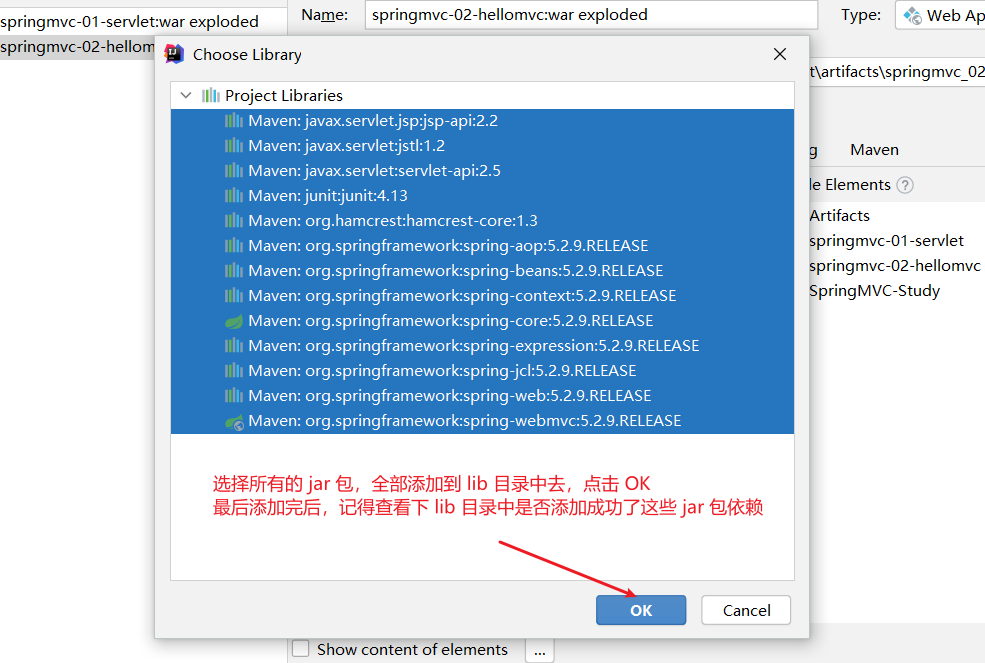 springmvc-01-servlet:war exploded
Name:
springmvc-02-hellomvc:war exploded
Type:
Web Ap
springmvc-02-hellom
Choose Library
t\artifacts\springmvc_02
Project Libraries
Maven: javax.servlet.jsp:jsp-api:2.2
Maven: javax.servlet:jstl:1.2
Maven: javax.servlet:servlet-api:2.5
Maven: junit:junit:4.13
Maven: org.hamcrest:hamcrest-core:1.3
Maven: org.springframework:spring-aop:5.2.9.RELEASE
Maven: org.springframework:spring-beans:5.2.9.RELEASE
Maven: org.springframework:spring-context:5.2.9.RELEASE
Maven: org.springframework:spring-core:5.2.9.RELEASE
Maven: org.springframework:spring-expression:5.2.9.RELEASE
Maven: org.springframework:spring-jcl:5.2.9.RELEASE
Maven: org.springframework:spring-web:5.2.9.RELEASE
Maven: org.springframework:spring-webmvc:5.2.9.RELEASE
g
Maven
le Elements ?
Artifacts
springmvc-01-servlet
springmvc-02-hellomvc
SpringMVC-Study
选择所有的 jar 包，全部添加到 lib 目录中去，点击 OK
最后添加完后，记得查看下 lib 目录中是否添加成功了这些 jar 包依赖
OK
Cancel
Show content of elements
...